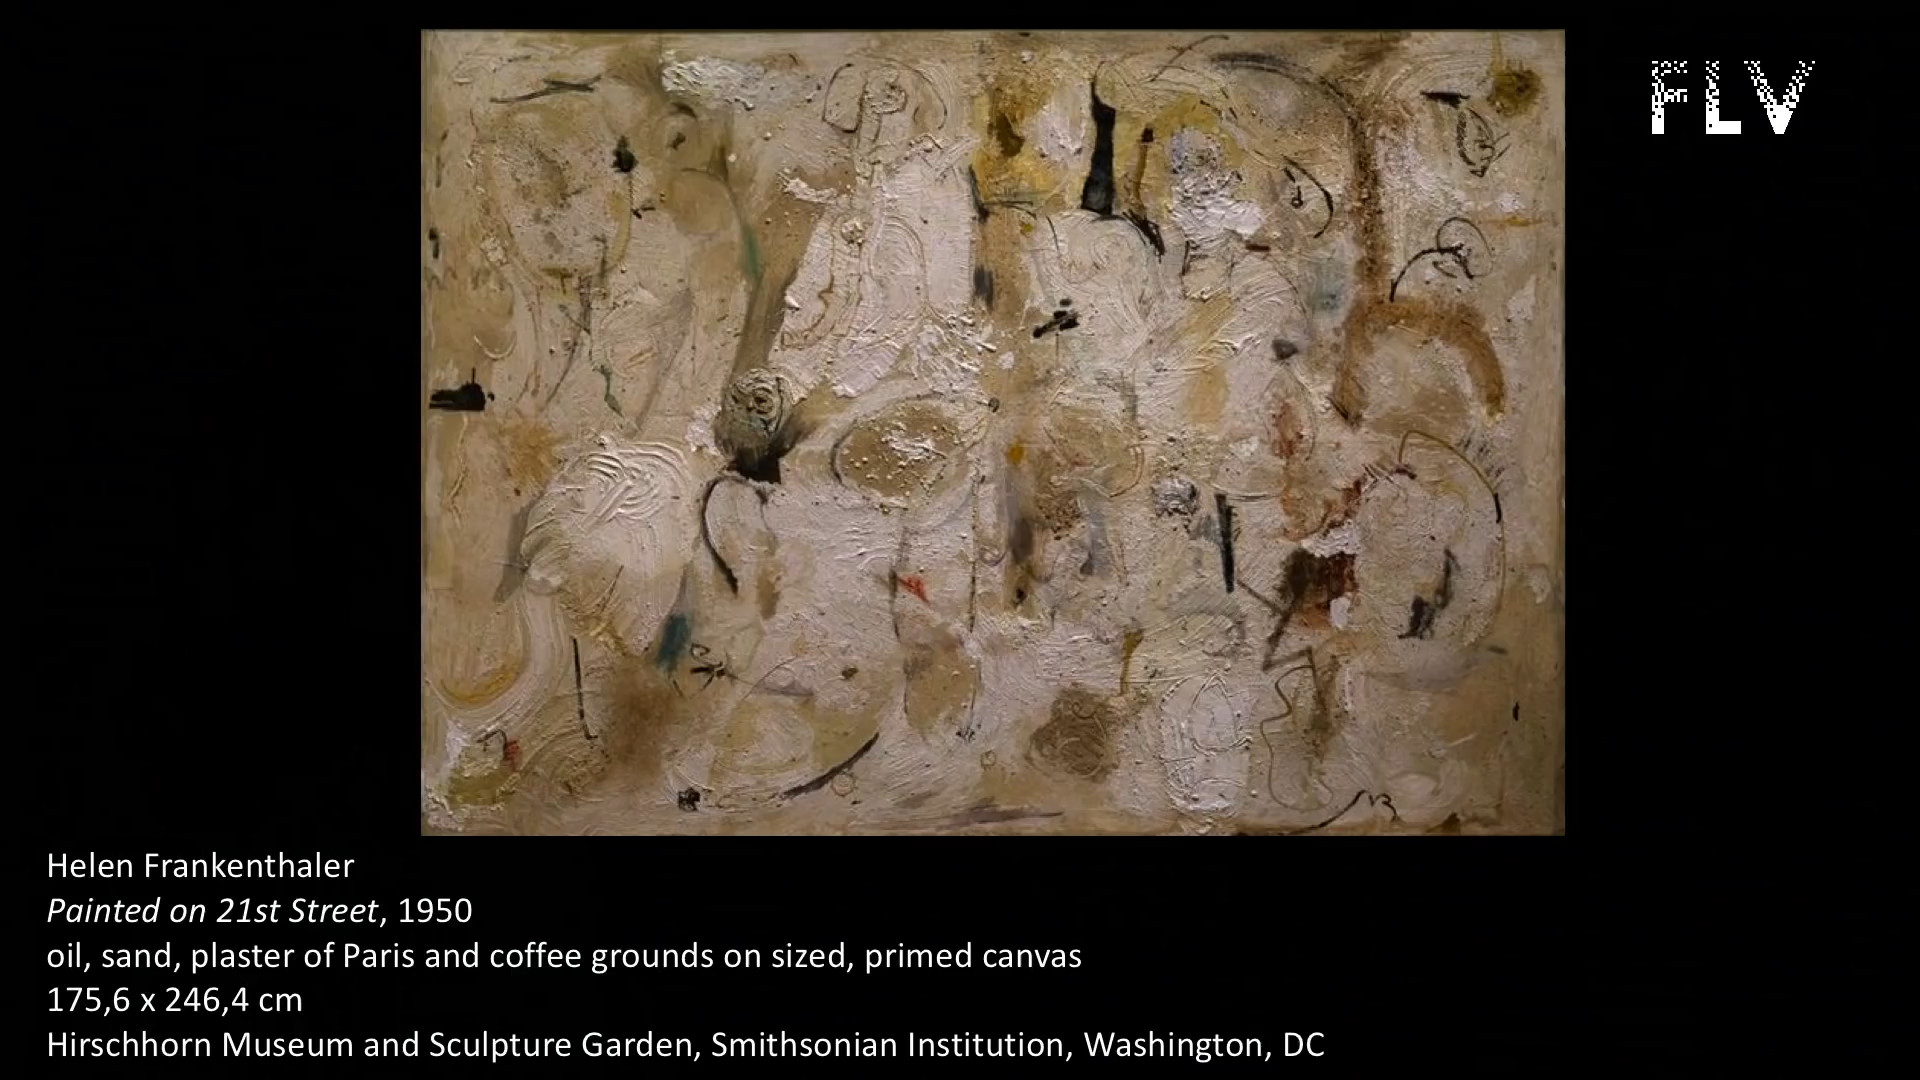 FLV
Helen Frankenthaler
Painted on 21st Street, 1950
oil, sand, plaster of Paris and coffee grounds on sized, primed canvas
175,6 x 246,4 cm
Hirschhorn Museum and Sculpture Garden, Smithsonian Institution, Washington, DC